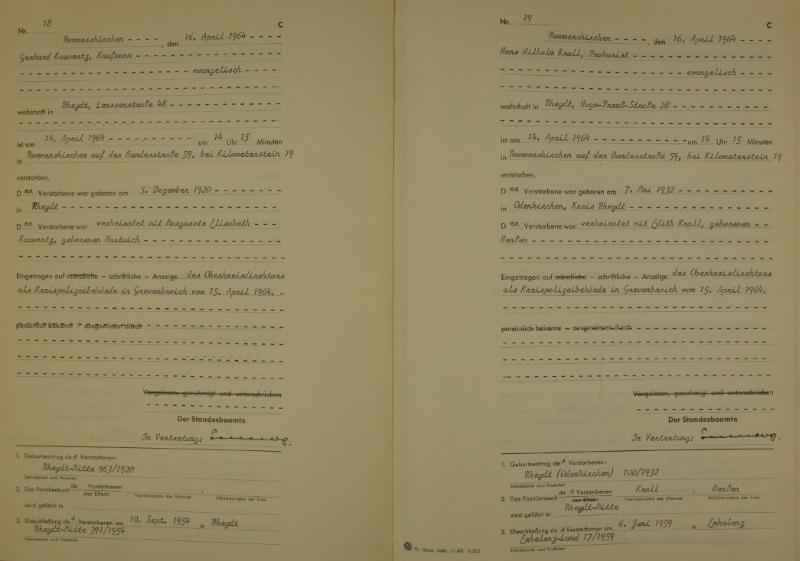 Nr. 18
C
Rommerskirchen, den 16. April 1964
Gerhard Kauwertz, Kaufmann
evangelisch
wohnhaft in Rheydt, Lenssenstraße 48
ist am 14. April 1964 um 14 Uhr 15 Minuten
in Rommerskirchen auf der Bundesstraße 59, bei Kilometerstein 19
verstorben.
Der Verstorbene war geboren am 5. Dezember 1920
in Rheydt
Der Verstorbene war verheiratet mit Margarete Elisabeth
Kauwertz, geborenen Hartwich
Eingetragen auf mündliche – schriftliche – Anzeige des Oberkreisdirektors
als Kreispolizeibehörde in Grevenbroich vom 15. April 1964.
persönlich bekannt – ausgewiesen durch
Vorgelesen, genehmigt und unterschrieben
Der Standesbeamte
In Vertretung:
1. Geburtseintrag des Verstorbenen:
Rheydt-Mitte 963/1920
Standesamt und Nummer
2. Das Familienbuch de Verstorbenen
der Eltern
Familienname des Mannes, Mädchenname der Frau
wird geführt in
3. Eheschließung des Verstorbenen am 10. Sept. 1954 in Rheydt
Rheydt-Mitte 397/1954
Standesamt und Nummer
Nr. 19
C
Rommerskirchen, den 16. April 1964
Hans Wilhelm Knall, Prokurist
evangelisch
wohnhaft in Rheydt, Hugo-Preuß-Straße 28
ist am 14. April 1964 um 14 Uhr 15 Minuten
in Rommerskirchen auf der Bundesstraße 59, bei Kilometerstein 19
verstorben.
Der Verstorbene war geboren am 7. Mai 1932
in Odenkirchen, Kreis Rheydt
Der Verstorbene war verheiratet mit Edith Knall, geborenen
Henßen
Eingetragen auf mündliche – schriftliche – Anzeige des Oberkreisdirektors
als Kreispolizeibehörde in Grevenbroich vom 15. April 1964.
persönlich bekannt – ausgewiesen durch
Vorgelesen, genehmigt und unterschrieben
Der Standesbeamte
In Vertretung:
1. Geburtseintrag des Verstorbenen:
Rheydt (Odenkirchen) 100/1932
Standesamt und Nummer
2. Das Familienbuch des Verstorbenen Knall, Henßen
der Eltern Familienname des Mannes Mädchenname der Frau
wird geführt in Rheydt-Mitte
3. Eheschließung des Verstorbenen am 6. Juni 1959 in Erkelenz
Erkelenz-Land 17/1959
Standesamt und Nummer